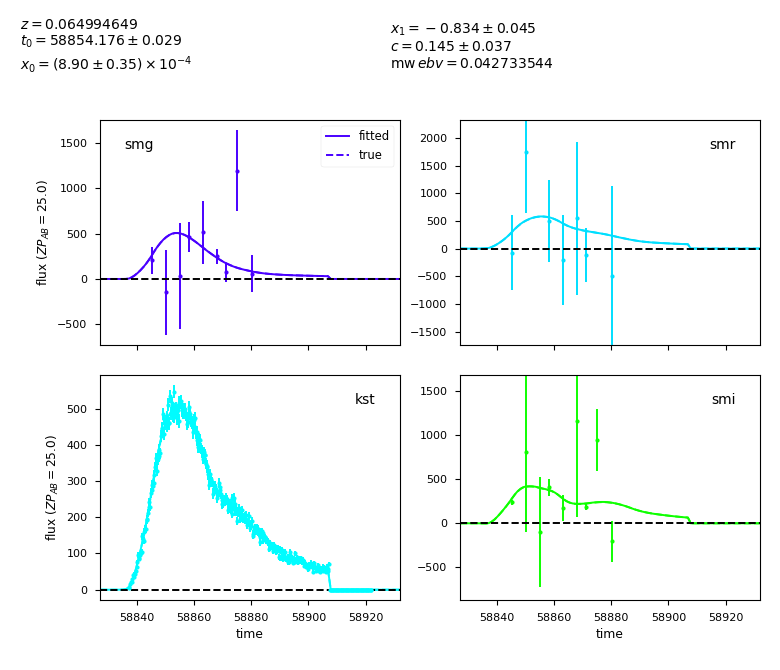 z = 0.064994649
t₀ = 58854.176 ± 0.029
x₀ = (8.90 ± 0.35) × 10⁻⁴
x₁ = −0.834 ± 0.045
c = 0.145 ± 0.037
mw ebv = 0.042733544
smg
fitted
true
flux (ZP_AB = 25.0)
1500
1000
500
0
−500
smr
2000
1500
1000
500
0
−500
−1000
−1500
kst
flux (ZP_AB = 25.0)
500
400
300
200
100
0
58840 58860 58880 58900 58920
time
smi
1500
1000
500
0
−500
58840 58860 58880 58900 58920
time